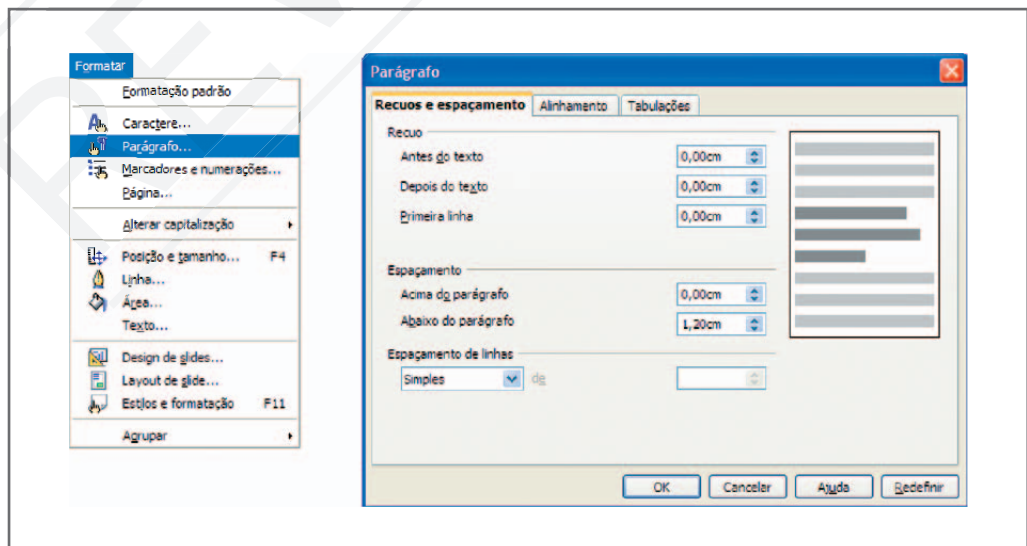 Formatar
Formatação padrão
Caractere...
Parágrafo...
Marcadores e numerações...
Página...
Alterar capitalização
Posição e tamanho... F4
Linha...
Área...
Texto...
Design de slides...
Layout de slide...
Estilos e formatação F11
Agrupar
Parágrafo
Recuos e espaçamento Alinhamento Tabulações
Recuo
Antes do texto 0,00cm
Depois do texto 0,00cm
Primeira linha 0,00cm
Espaçamento
Acima do parágrafo 0,00cm
Abaixo do parágrafo 1,20cm
Espaçamento de linhas
Simples de
OK Cancelar Ajuda Redefinir